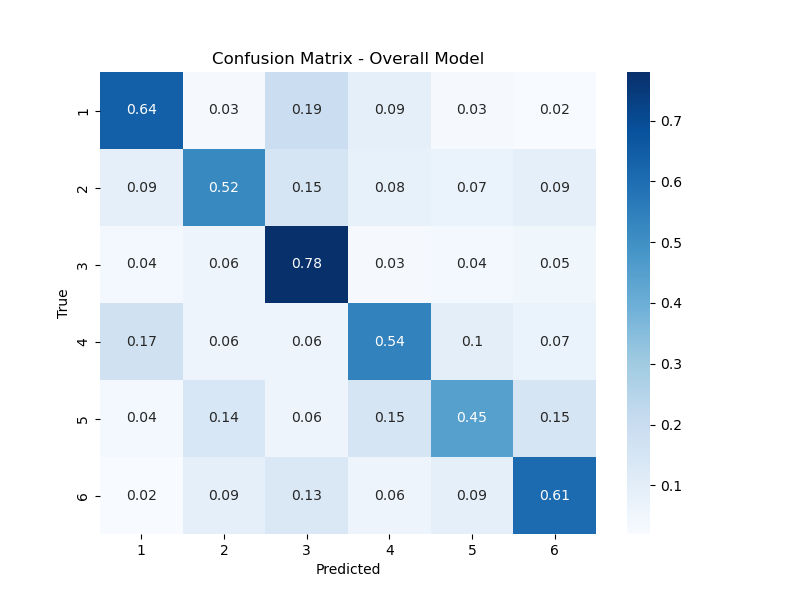 Confusion Matrix - Overall Model
1 0.64 0.03 0.19 0.09 0.03 0.02
2 0.09 0.52 0.15 0.08 0.07 0.09
3 0.04 0.06 0.78 0.03 0.04 0.05
4 0.17 0.06 0.06 0.54 0.1 0.07
5 0.04 0.14 0.06 0.15 0.45 0.15
6 0.02 0.09 0.13 0.06 0.09 0.61
True
1 2 3 4 5 6
Predicted
0.7
0.6
0.5
0.4
0.3
0.2
0.1